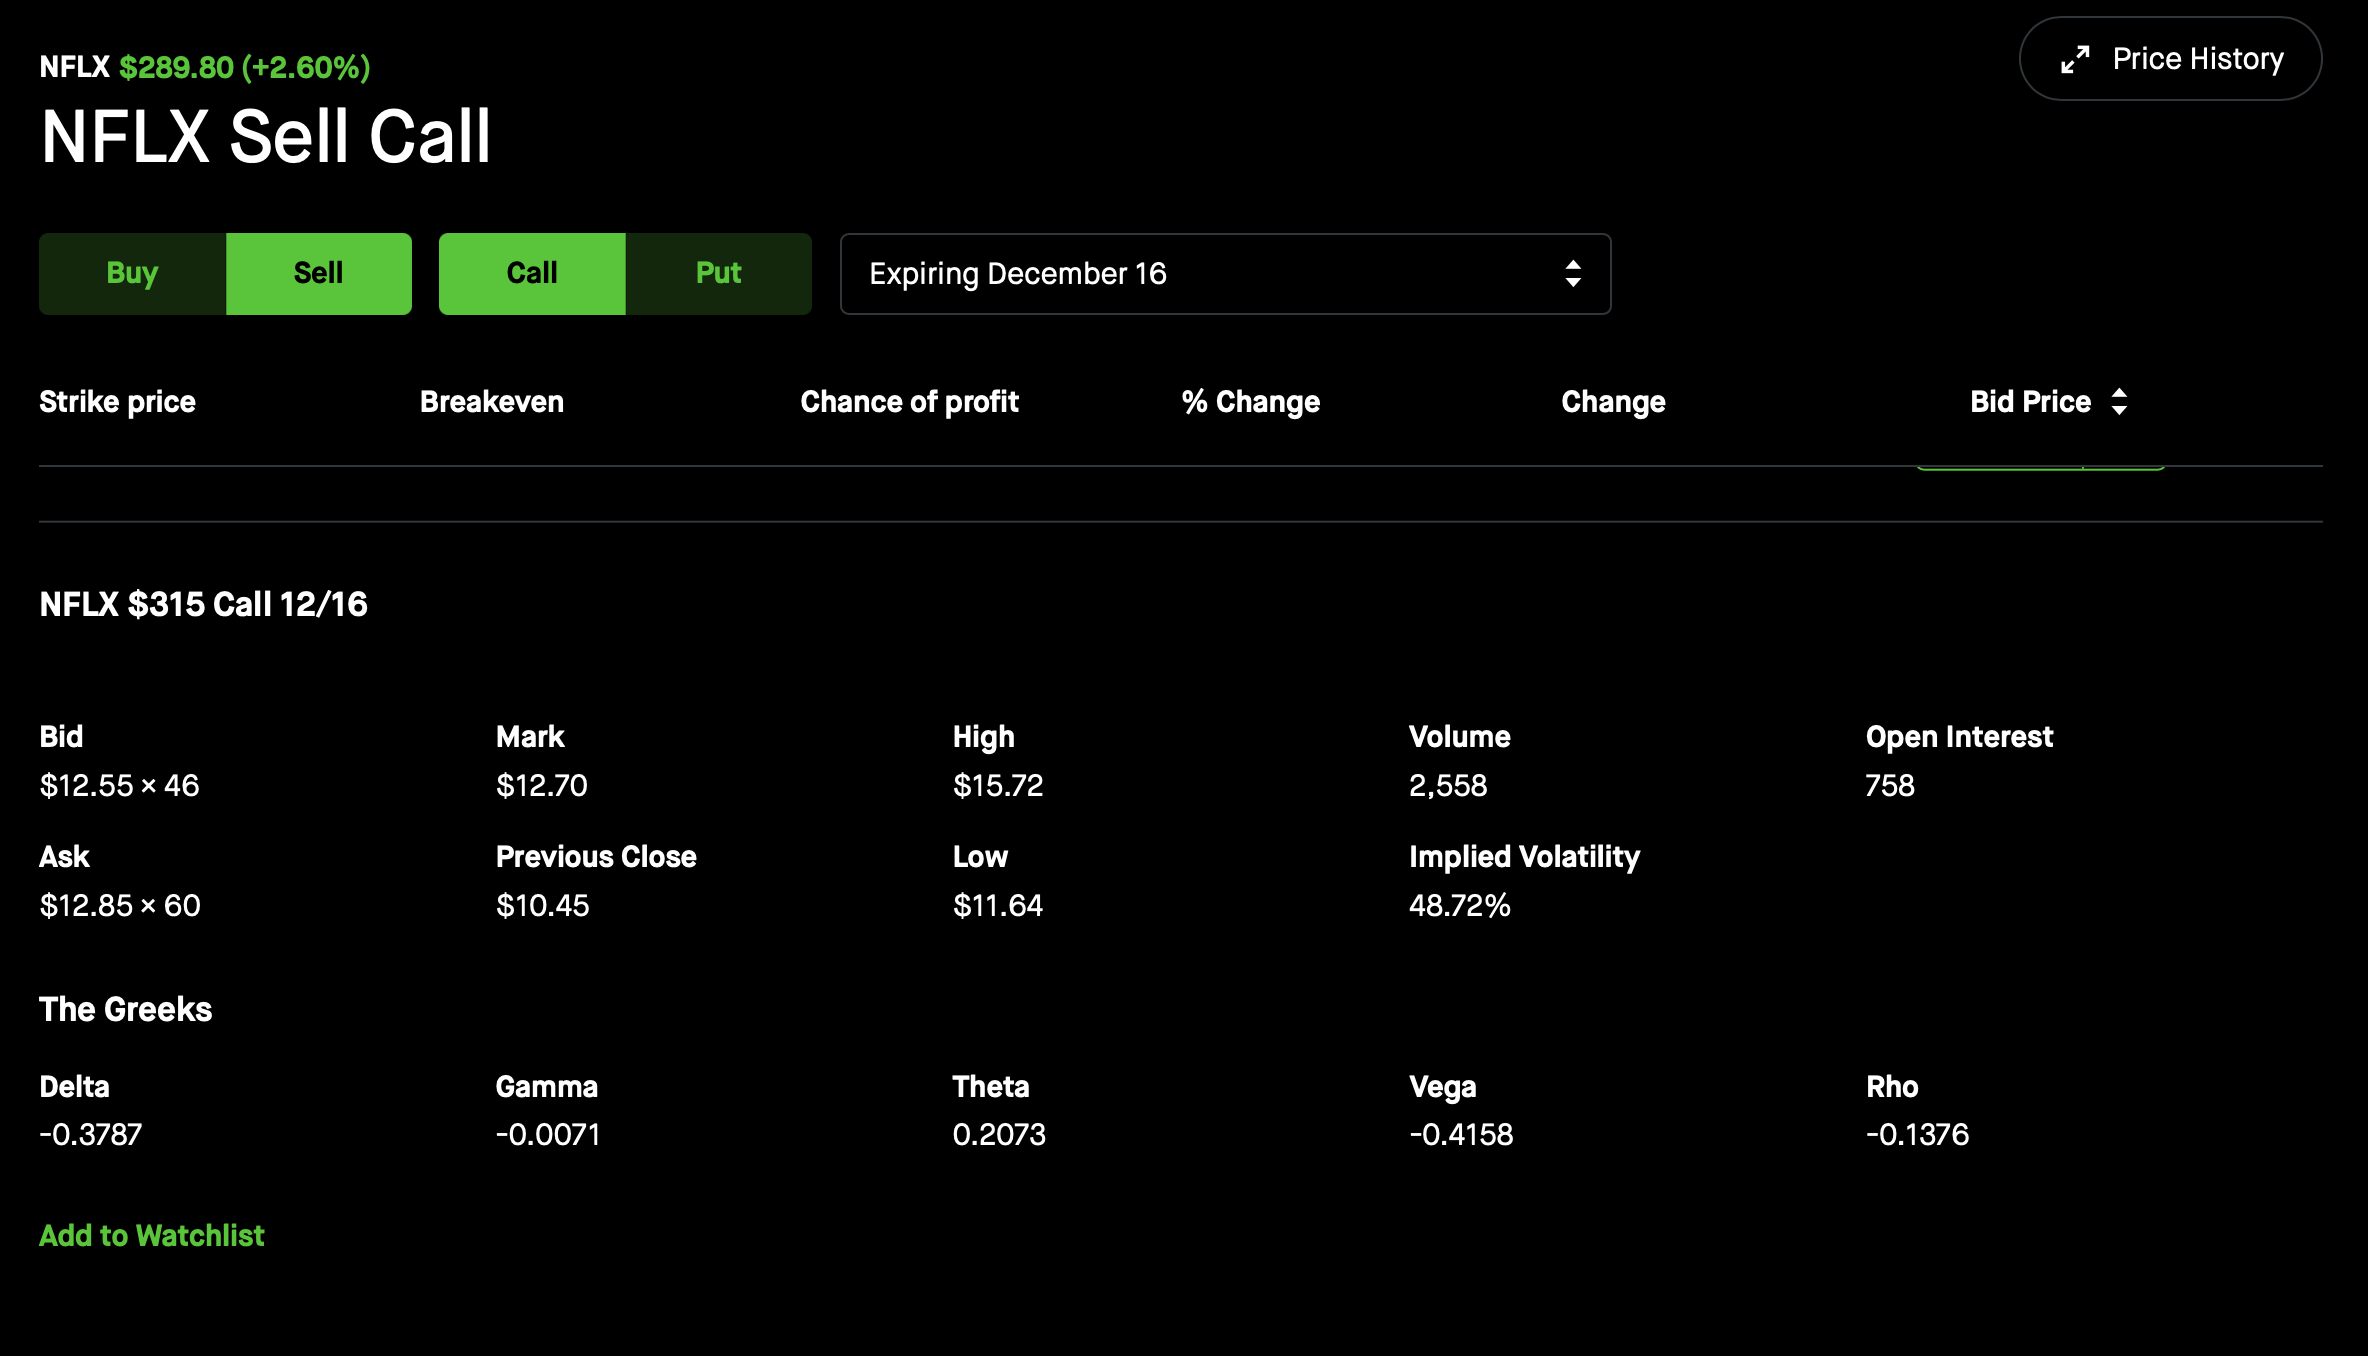 NFLX $289.80 (+2.60%)
Price History
NFLX Sell Call
Buy Sell Call Put Expiring December 16
Strike price Breakeven Chance of profit % Change Change Bid Price
NFLX $315 Call 12/16
Bid Mark High Volume Open Interest
$12.55 × 46 $12.70 $15.72 2,558 758
Ask Previous Close Low Implied Volatility
$12.85 × 60 $10.45 $11.64 48.72%
The Greeks
Delta Gamma Theta Vega Rho
-0.3787 -0.0071 0.2073 -0.4158 -0.1376
Add to Watchlist